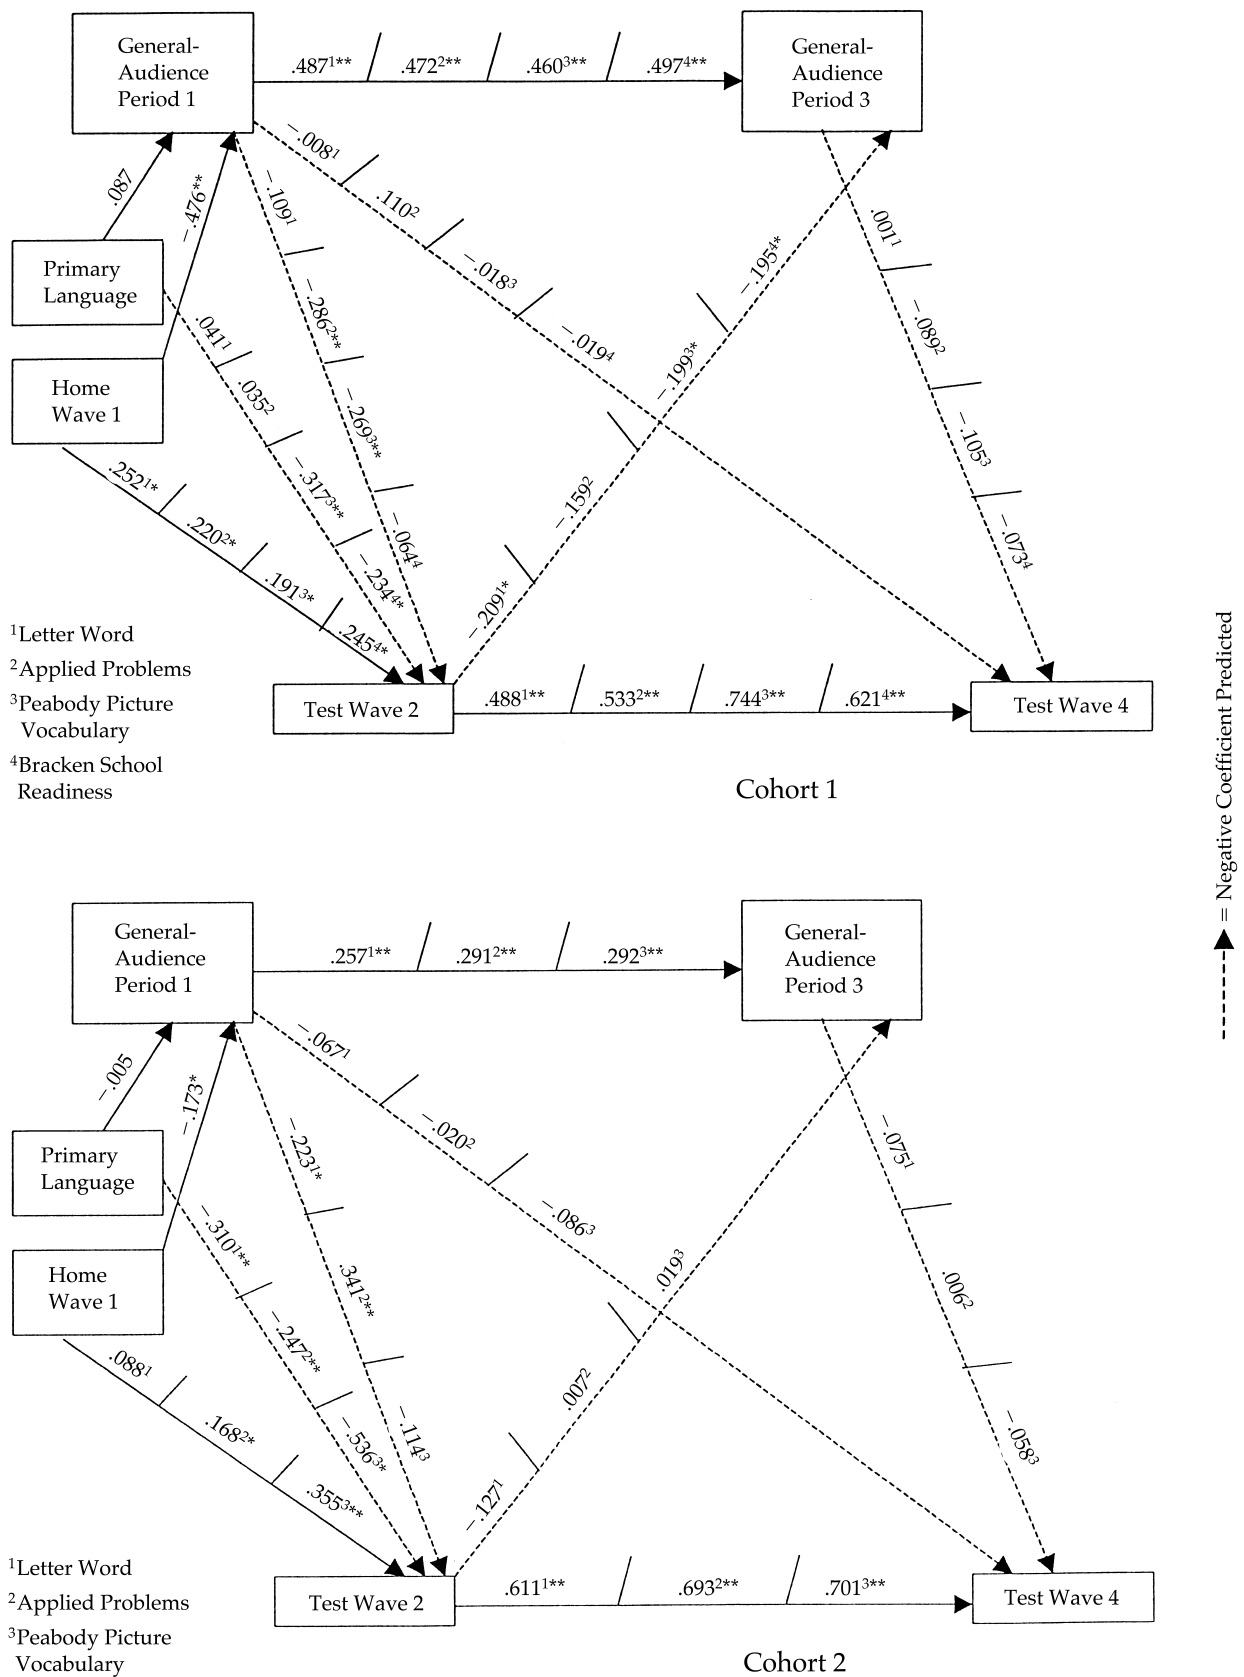 General-
Audience
Period 1
.487¹**
.472²**
.460³**
.497⁴**
General-
Audience
Period 3
.087
−.476**
−.109¹
−.286²**
−.269³**
−.064⁴
−.008¹
.110²
−.018³
−.019⁴
−.209¹*
−.159²
−.199³*
−.195⁴*
.001¹
−.089²
−.105³
−.073⁴
Primary
Language
.041¹
.035²
−.317³**
−.234⁴*
Home
Wave 1
.252¹*
.220²*
.191³*
.245⁴*
¹Letter Word
²Applied Problems
³Peabody Picture
Vocabulary
⁴Bracken School
Readiness
Test Wave 2
.488¹**
.533²**
.744³**
.621⁴**
Test Wave 4
Cohort 1
= Negative Coefficient Predicted
General-
Audience
Period 1
.257¹**
.291²**
.292³**
General-
Audience
Period 3
−.005
−.173*
−.223¹*
.341²**
−.114³
−.067¹
−.020²
−.086³
−.127¹
.007²
.019³
−.075¹
.006²
−.058³
Primary
Language
−.310¹**
−.247²**
−.536³*
Home
Wave 1
.088¹
.168²*
.355³**
¹Letter Word
²Applied Problems
³Peabody Picture
Vocabulary
Test Wave 2
.611¹**
.693²**
.701³**
Test Wave 4
Cohort 2